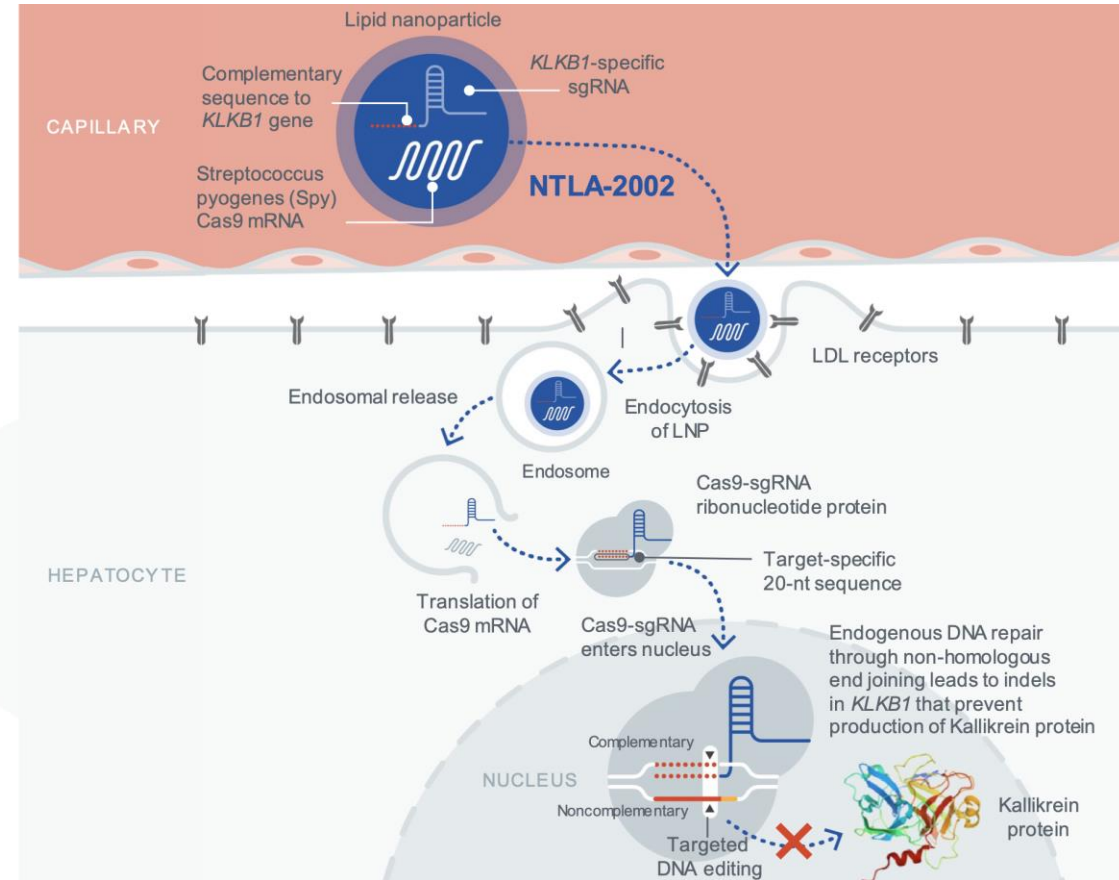 Lipid nanoparticle
Complementary
sequence to
KLKB1 gene
KLKB1-specific
sgRNA
CAPILLARY
Streptococcus
pyogenes (Spy)
Cas9 mRNA
NTLA-2002
LDL receptors
Endosomal release
Endocytosis
of LNP
Endosome
Cas9-sgRNA
ribonucleotide protein
Target-specific
20-nt sequence
HEPATOCYTE
Translation of
Cas9 mRNA
Cas9-sgRNA
enters nucleus
Endogenous DNA repair
through non-homologous
end joining leads to indels
in KLKB1 that prevent
production of Kallikrein protein
Complementary
NUCLEUS
Noncomplementary
Kallikrein
protein
Targeted
DNA editing